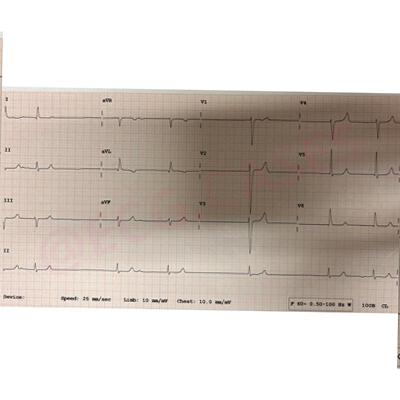 I aVR V1 V4
II aVL V2 V5
III aVF V3 V6
II
Device: Speed: 25 mm/sec Limb: 10 mm/mV Chest: 10.0 mm/mV F 60~ 0.50-100 Hz W 100B CL